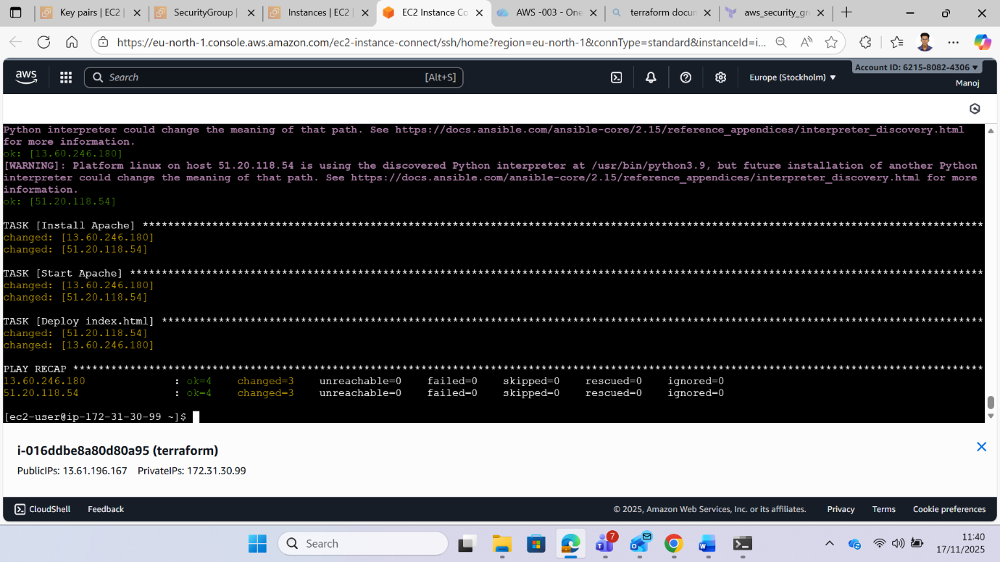 Key pairs | EC2 |
SecurityGroup |
Instances | EC2 |
EC2 Instance Co
AWS -003 - One
terraform docun
aws_security_gr
https://eu-north-1.console.aws.amazon.com/ec2-instance-connect/ssh/home?region=eu-north-1&connType=standard&instanceId=i...
aws
Search
[Alt+S]
Europe (Stockholm)
Account ID: 6215-8082-4306
Manoj
Python interpreter could change the meaning of that path. See https://docs.ansible.com/ansible-core/2.15/reference_appendices/interpreter_discovery.html
for more information.
ok: [13.60.246.180]
[WARNING]: Platform linux on host 51.20.118.54 is using the discovered Python interpreter at /usr/bin/python3.9, but future installation of another Python
interpreter could change the meaning of that path. See https://docs.ansible.com/ansible-core/2.15/reference_appendices/interpreter_discovery.html for more
information.
ok: [51.20.118.54]
TASK [Install Apache] ************************************************************************************************************************************
changed: [13.60.246.180]
changed: [51.20.118.54]
TASK [Start Apache] **************************************************************************************************************************************
changed: [13.60.246.180]
changed: [51.20.118.54]
TASK [Deploy index.html] *********************************************************************************************************************************
changed: [51.20.118.54]
changed: [13.60.246.180]
PLAY RECAP ***********************************************************************************************************************************************
13.60.246.180 : ok=4 changed=3 unreachable=0 failed=0 skipped=0 rescued=0 ignored=0
51.20.118.54 : ok=4 changed=3 unreachable=0 failed=0 skipped=0 rescued=0 ignored=0
[ec2-user@ip-172-31-30-99 ~]$
i-016ddbe8a80d80a95 (terraform)
PublicIPs: 13.61.196.167 PrivateIPs: 172.31.30.99
CloudShell
Feedback
© 2025, Amazon Web Services, Inc. or its affiliates.
Privacy
Terms
Cookie preferences
Search
7
11:40
17/11/2025